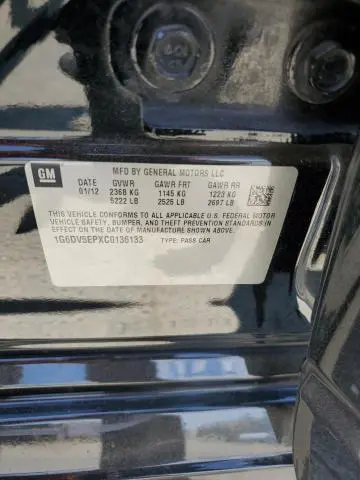 GM
MFD BY GENERAL MOTORS LLC
DATE GVWR GAWR FRT GAWR RR
01/12 2368 KG 1145 KG 1223 KG
5222 LB 2525 LB 2697 LB
THIS VEHICLE CONFORMS TO ALL APPLICABLE U.S. FEDERAL MOTOR
VEHICLE SAFETY, BUMPER, AND THEFT PREVENTION STANDARDS
IN EFFECT ON THE DATE OF MANUFACTURE SHOWN ABOVE.
1G6DV5EPXC0136133 TYPE: PASS CAR